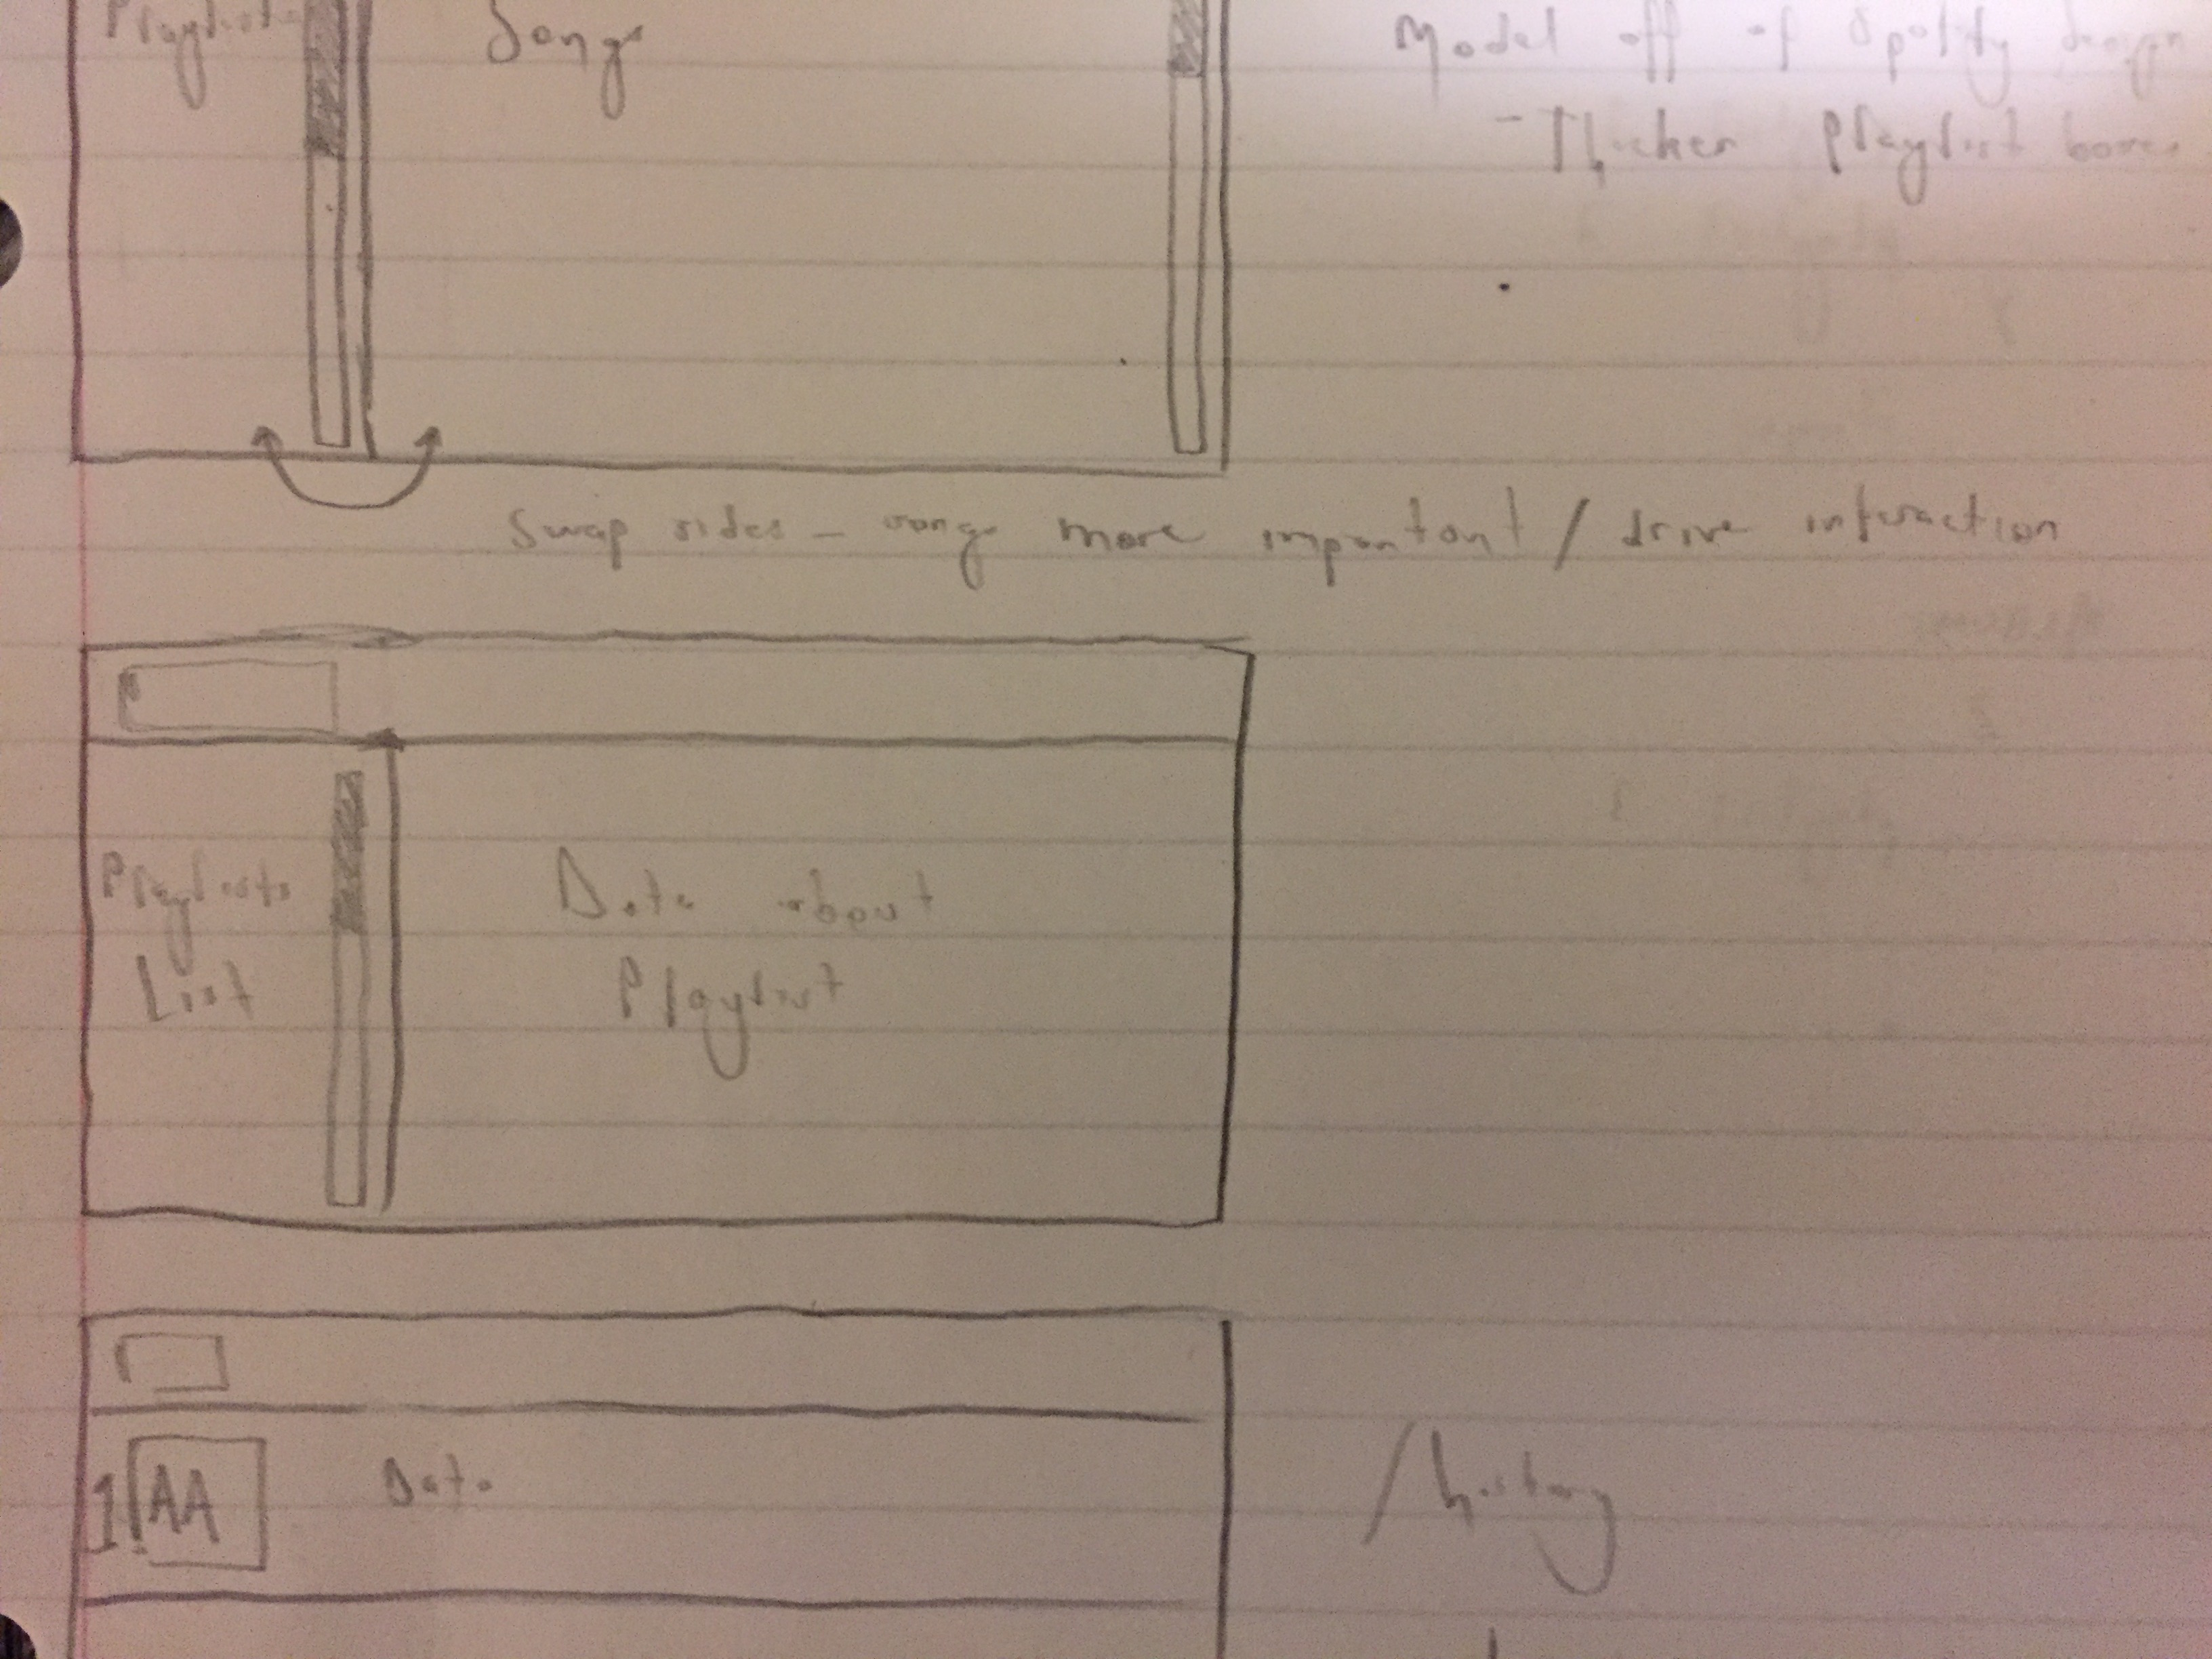 Playlists Songs Model off of Spotify design
- Thicker Playlist boxes
Swap sides - songs more important / drive interaction
Playlists
List
Data about
Playlist
1. AA Data /history